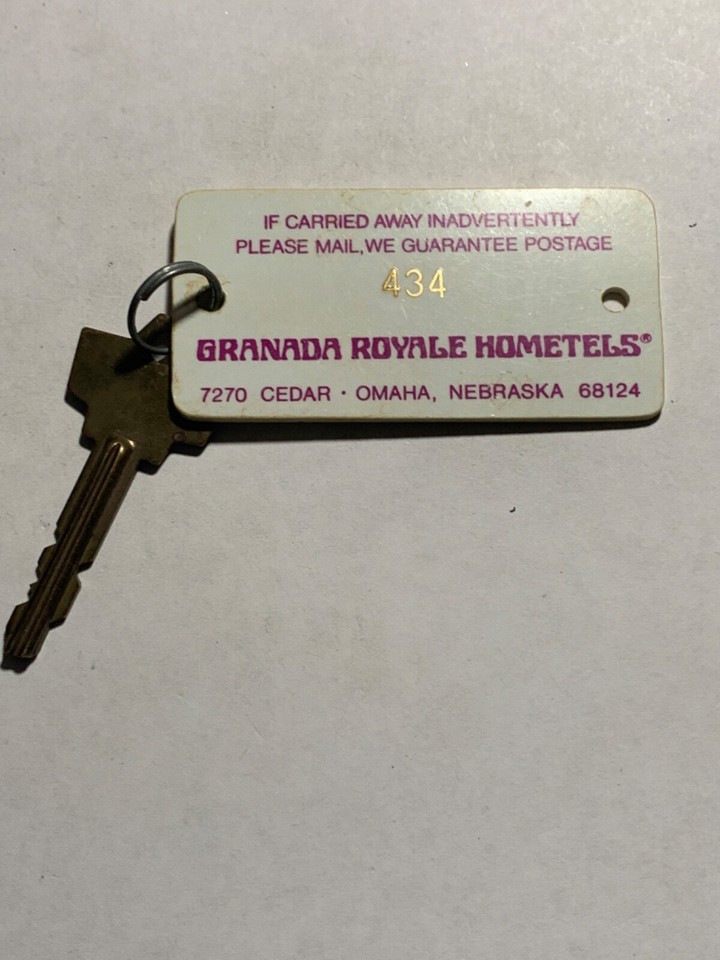 IF CARRIED AWAY INADVERTENTLY
PLEASE MAIL, WE GUARANTEE POSTAGE
434
GRANADA ROYALE HOMETELS®
7270 CEDAR · OMAHA, NEBRASKA 68124